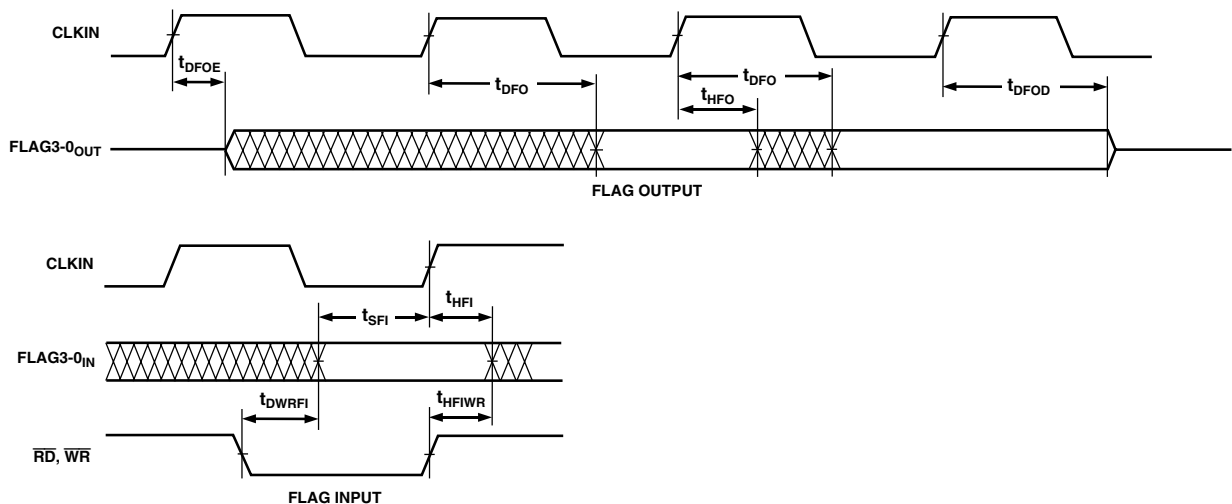 CLKIN
tDFOE
tDFO
tDFO
tHFO
tDFOD
FLAG3-0OUT
FLAG OUTPUT
CLKIN
tSFI
tHFI
FLAG3-0IN
tDWRFI
tHFIWR
RD, WR
FLAG INPUT